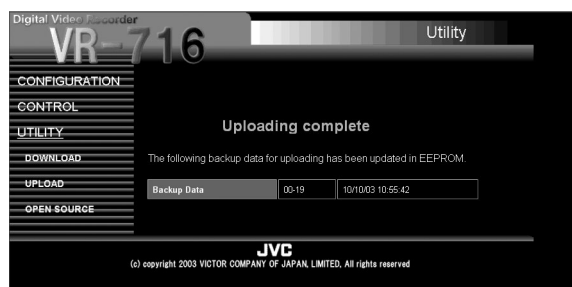 Digital Video Recorder
VR-716
Utility
CONFIGURATION
CONTROL
UTILITY
DOWNLOAD
UPLOAD
OPEN SOURCE
Uploading complete
The following backup data for uploading has been updated in EEPROM.
Backup Data 00-19 10/10/03 10:55:42
JVC
(c) copyright 2003 VICTOR COMPANY OF JAPAN, LIMITED, All rights reserved